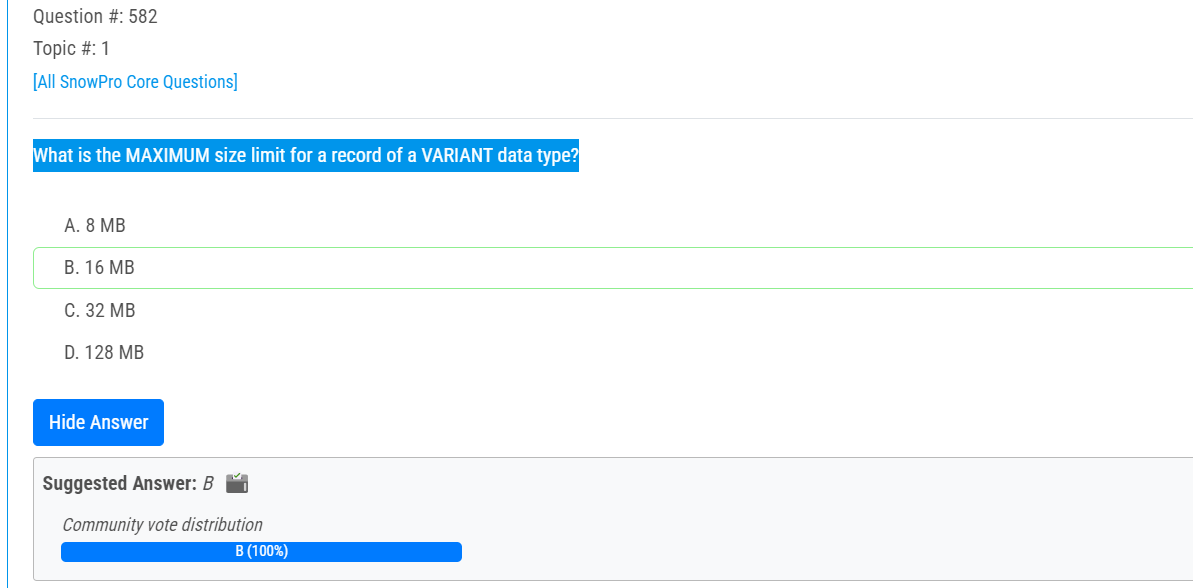 Question #: 582
Topic #: 1
[All SnowPro Core Questions]
What is the MAXIMUM size limit for a record of a VARIANT data type?
A. 8 MB
B. 16 MB
C. 32 MB
D. 128 MB
Hide Answer
Suggested Answer: B
Community vote distribution
B (100%)